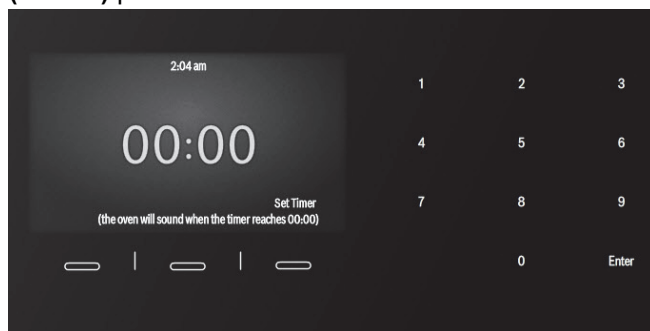 2:04 am
00:00
Set Timer
(the oven will sound when the timer reaches 00:00)
1 2 3
4 5 6
7 8 9
0 Enter